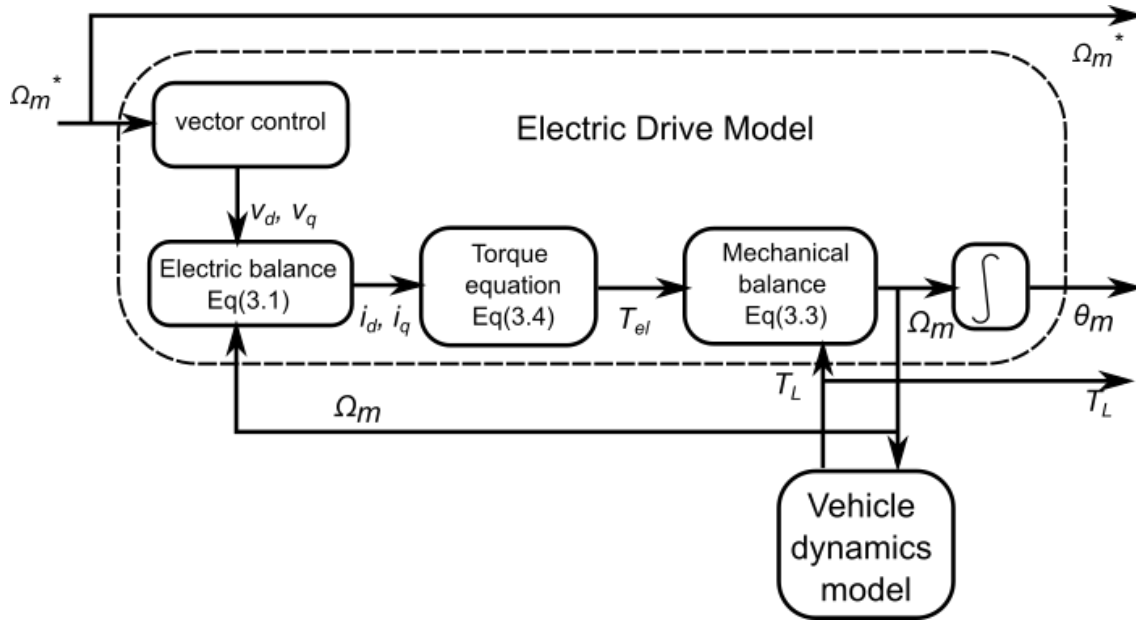 Ωm*
Ωm*
vector control
Electric Drive Model
vd, vq
Electric balance
Eq(3.1)
id, iq
Torque
equation
Eq(3.4)
Tel
Mechanical
balance
Eq(3.3)
Ωm
∫
θm
TL
TL
Ωm
Vehicle
dynamics
model